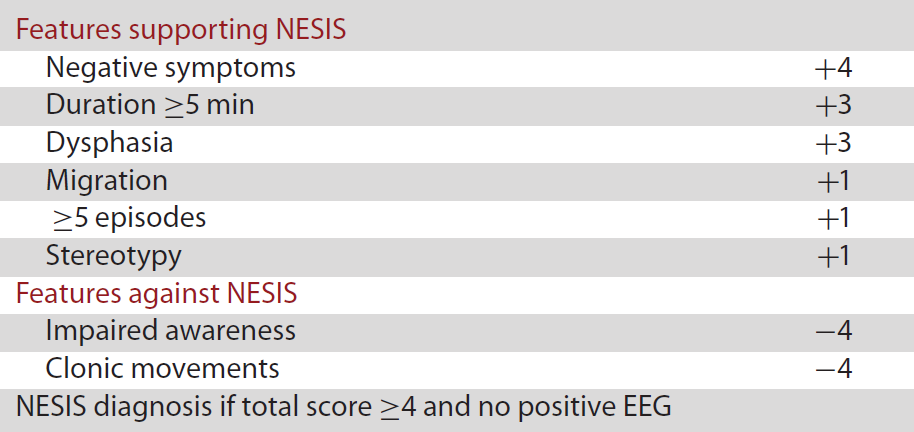 Features supporting NESIS
Negative symptoms +4
Duration ≥5 min +3
Dysphasia +3
Migration +1
≥5 episodes +1
Stereotypy +1
Features against NESIS
Impaired awareness −4
Clonic movements −4
NESIS diagnosis if total score ≥4 and no positive EEG